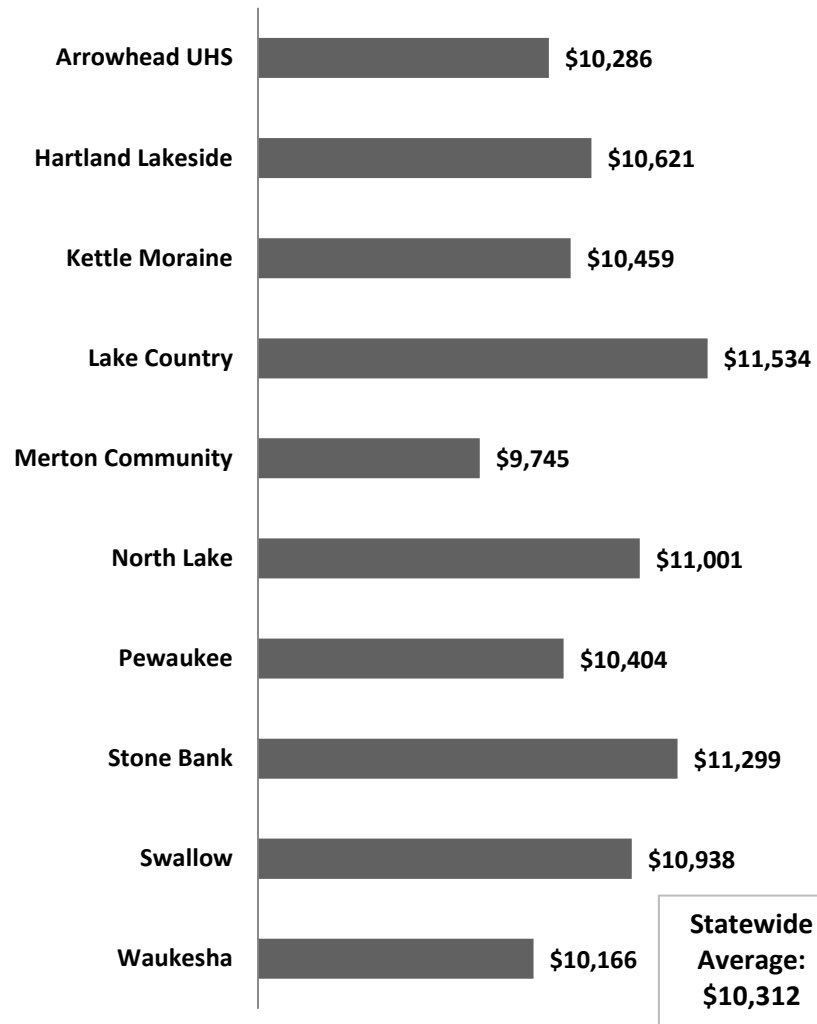 Arrowhead UHS $10,286
Hartland Lakeside $10,621
Kettle Moraine $10,459
Lake Country $11,534
Merton Community $9,745
North Lake $11,001
Pewaukee $10,404
Stone Bank $11,299
Swallow $10,938
Waukesha $10,166
Statewide
Average:
$10,312